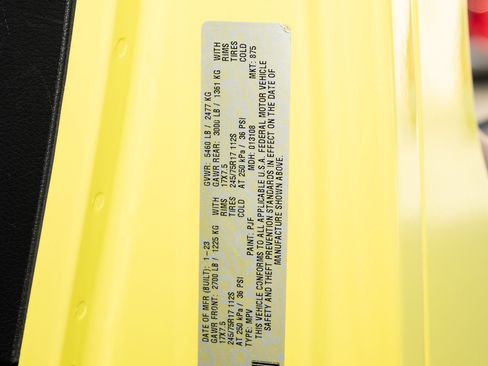 DATE OF MFR (BUILT): 1-23 GVWR: 5460 LB / 2477 KG
GAWR FRONT: 2700 LB / 1225 KG WITH GAWR REAR: 3000 LB / 1361 KG WITH
17X7.5 RIMS 17X7.5 RIMS
245/75R17 112S TIRES 245/75R17 112S TIRES
AT 250 kPa / 36 PSI COLD AT 250 kPa / 36 PSI COLD
TYPE: MPV PAINT: PJF MDH: 013108 MKT: 875
THIS VEHICLE CONFORMS TO ALL APPLICABLE U.S.A. FEDERAL MOTOR VEHICLE
SAFETY AND THEFT PREVENTION STANDARDS IN EFFECT ON THE DATE OF
MANUFACTURE SHOWN ABOVE.